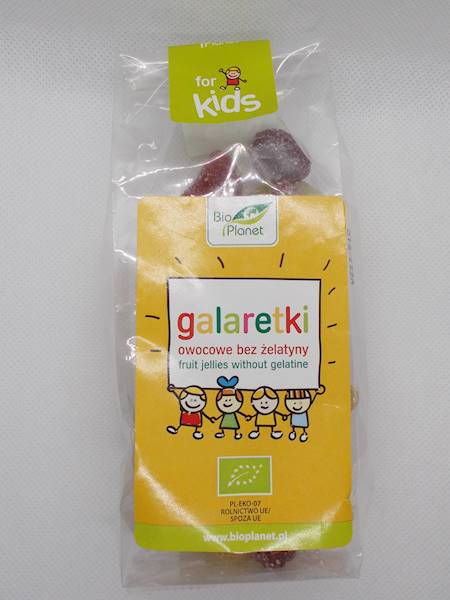 Planet
for
kids
Bio
Planet
galaretki
owocowe bez żelatyny
fruit jellies without gelatine
PL-EKO-07
ROLNICTWO UE/
SPOZA UE
www.bioplanet.pl